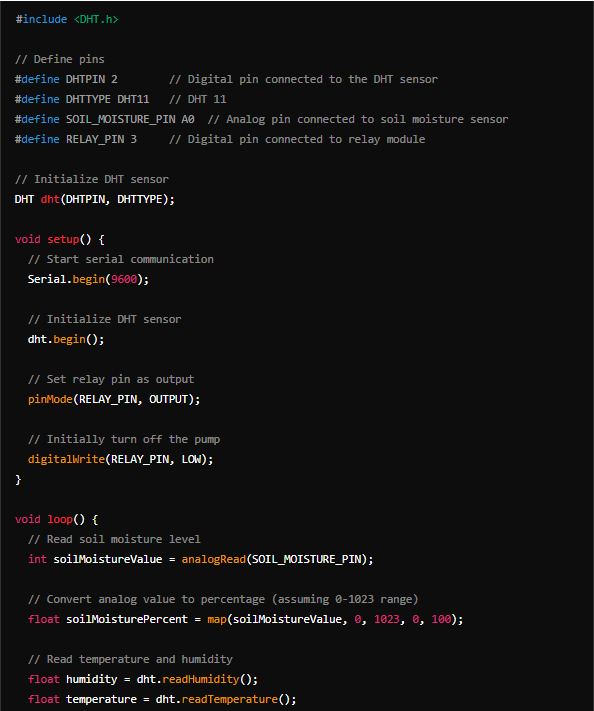 #include <DHT.h>
// Define pins
#define DHTPIN 2        // Digital pin connected to the DHT sensor
#define DHTTYPE DHT11   // DHT 11
#define SOIL_MOISTURE_PIN A0  // Analog pin connected to soil moisture sensor
#define RELAY_PIN 3     // Digital pin connected to relay module
// Initialize DHT sensor
DHT dht(DHTPIN, DHTTYPE);
void setup() {
  // Start serial communication
  Serial.begin(9600);
  // Initialize DHT sensor
  dht.begin();
  // Set relay pin as output
  pinMode(RELAY_PIN, OUTPUT);
  // Initially turn off the pump
  digitalWrite(RELAY_PIN, LOW);
}
void loop() {
  // Read soil moisture level
  int soilMoistureValue = analogRead(SOIL_MOISTURE_PIN);
  // Convert analog value to percentage (assuming 0-1023 range)
  float soilMoisturePercent = map(soilMoistureValue, 0, 1023, 0, 100);
  // Read temperature and humidity
  float humidity = dht.readHumidity();
  float temperature = dht.readTemperature();